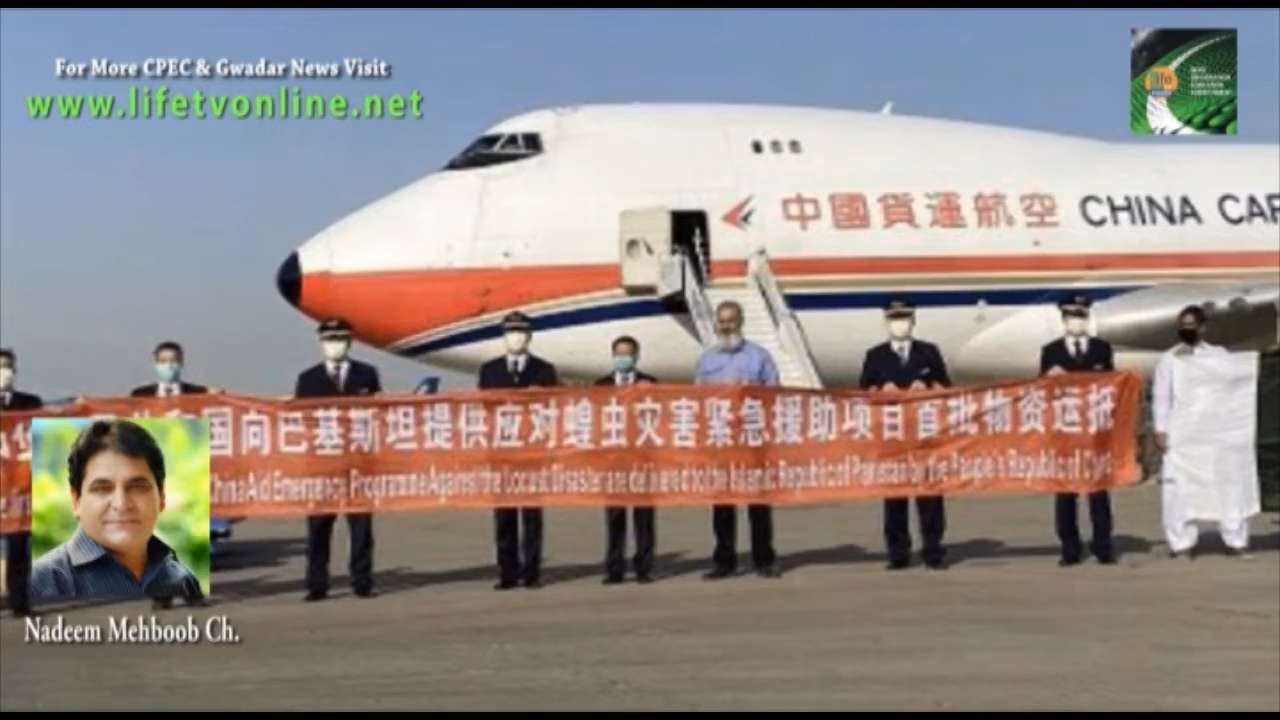 For More CPEC & Gwadar News Visit
www.lifetvonline.net
life
中國貨運航空 CHINA CAR
国向巴基斯坦提供应对蝗虫灾害紧急援助项目首批物资运抵
China Aid Emergency Programme Against the Locust Disaster are delivered to the Islamic Republic of Pakistan by the People's Republic of China
Nadeem Mehboob Ch.